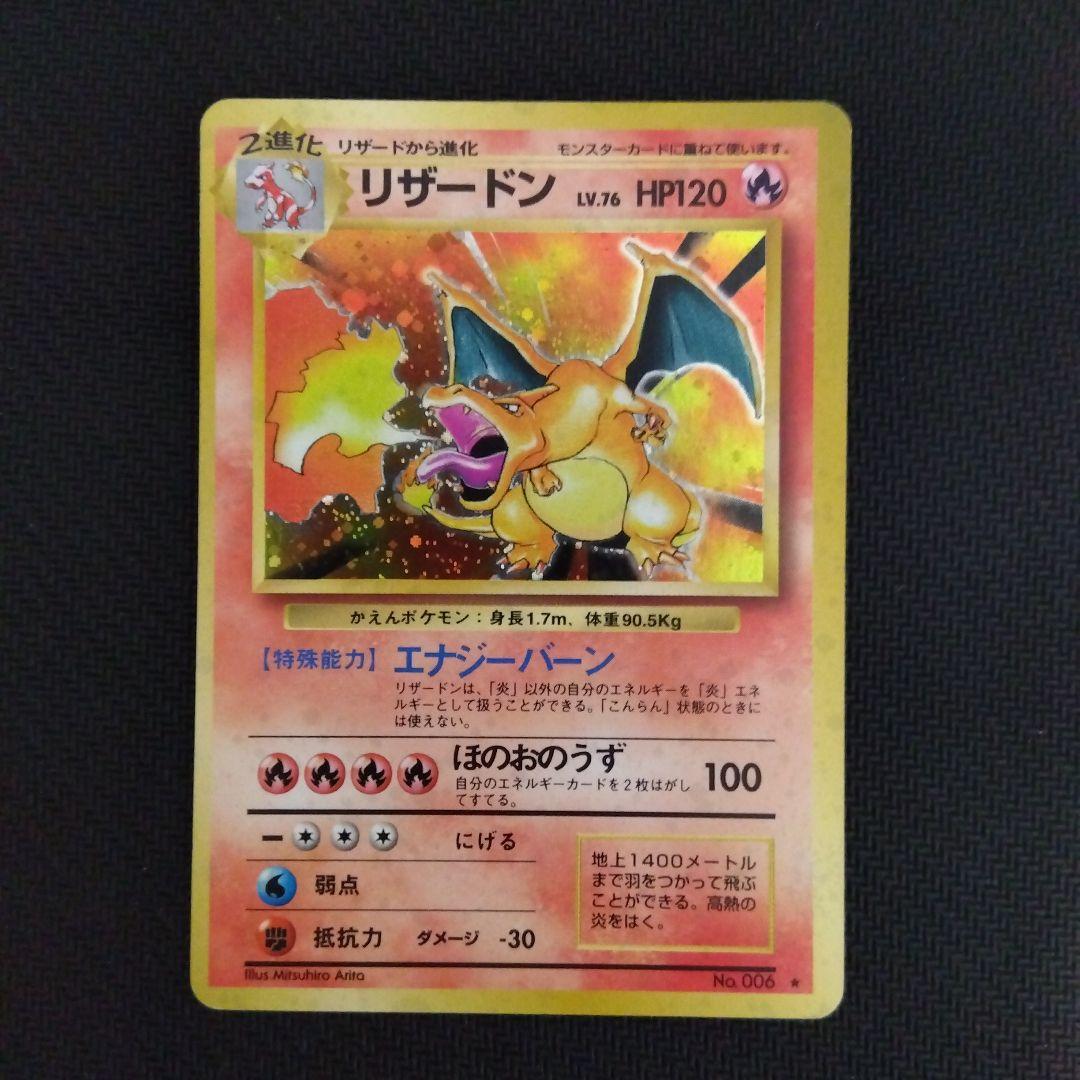 2進化 リザードから進化 モンスターカードに重ねて使います。
リザードン LV.76 HP120
かえんポケモン：身長1.7m、体重90.5Kg
【特殊能力】エナジーバーン
リザードンは、「炎」以外の自分のエネルギーを「炎」エネ
ルギーとして扱うことができる。「こんらん」状態のときに
は使えない。
ほのおのうず 100
自分のエネルギーカードを２枚はがし
てすてる。
にげる
弱点
抵抗力 ダメージ -30
地上1400メートル
まで羽をつかって飛ぶ
ことができる。高熱の
炎をはく。
Illus.Mitsuhiro Arita
No.006 ★